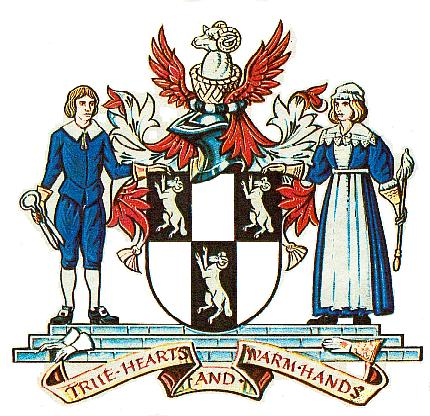 TRUE · HEARTS AND WARM · HANDS